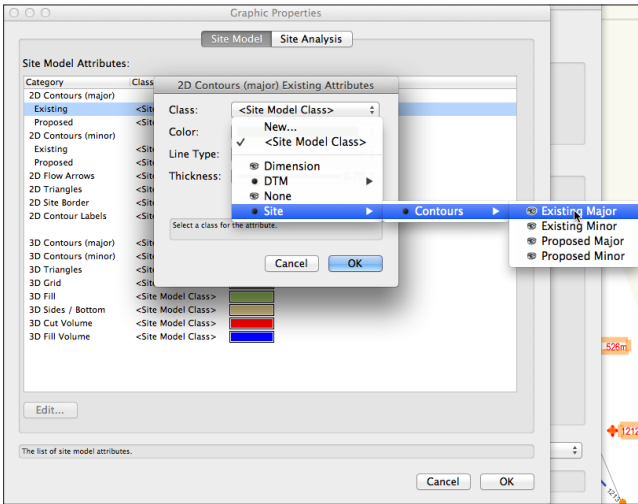 Graphic Properties
Site Model Site Analysis
Site Model Attributes:
Category Class
2D Contours (major)
Existing <Site
Proposed <Site
2D Contours (minor)
Existing <Site
Proposed <Site
2D Flow Arrows <Site
2D Triangles <Site
2D Site Border <Site
2D Contour Labels <Site
3D Contours (major) <Site
3D Contours (minor) <Site
3D Triangles <Site
3D Grid <Site
3D Fill <Site Model Class>
3D Sides / Bottom <Site Model Class>
3D Cut Volume <Site Model Class>
3D Fill Volume <Site Model Class>
2D Contours (major) Existing Attributes
Class: <Site Model Class>
Color:
Line Type:
Thickness:
New...
✓ <Site Model Class>
Dimension
DTM
None
Site
Contours
Existing Major
Existing Minor
Proposed Major
Proposed Minor
Select a class for the attribute.
Cancel OK
Edit...
The list of site model attributes.
Cancel OK
526m
1212
1213